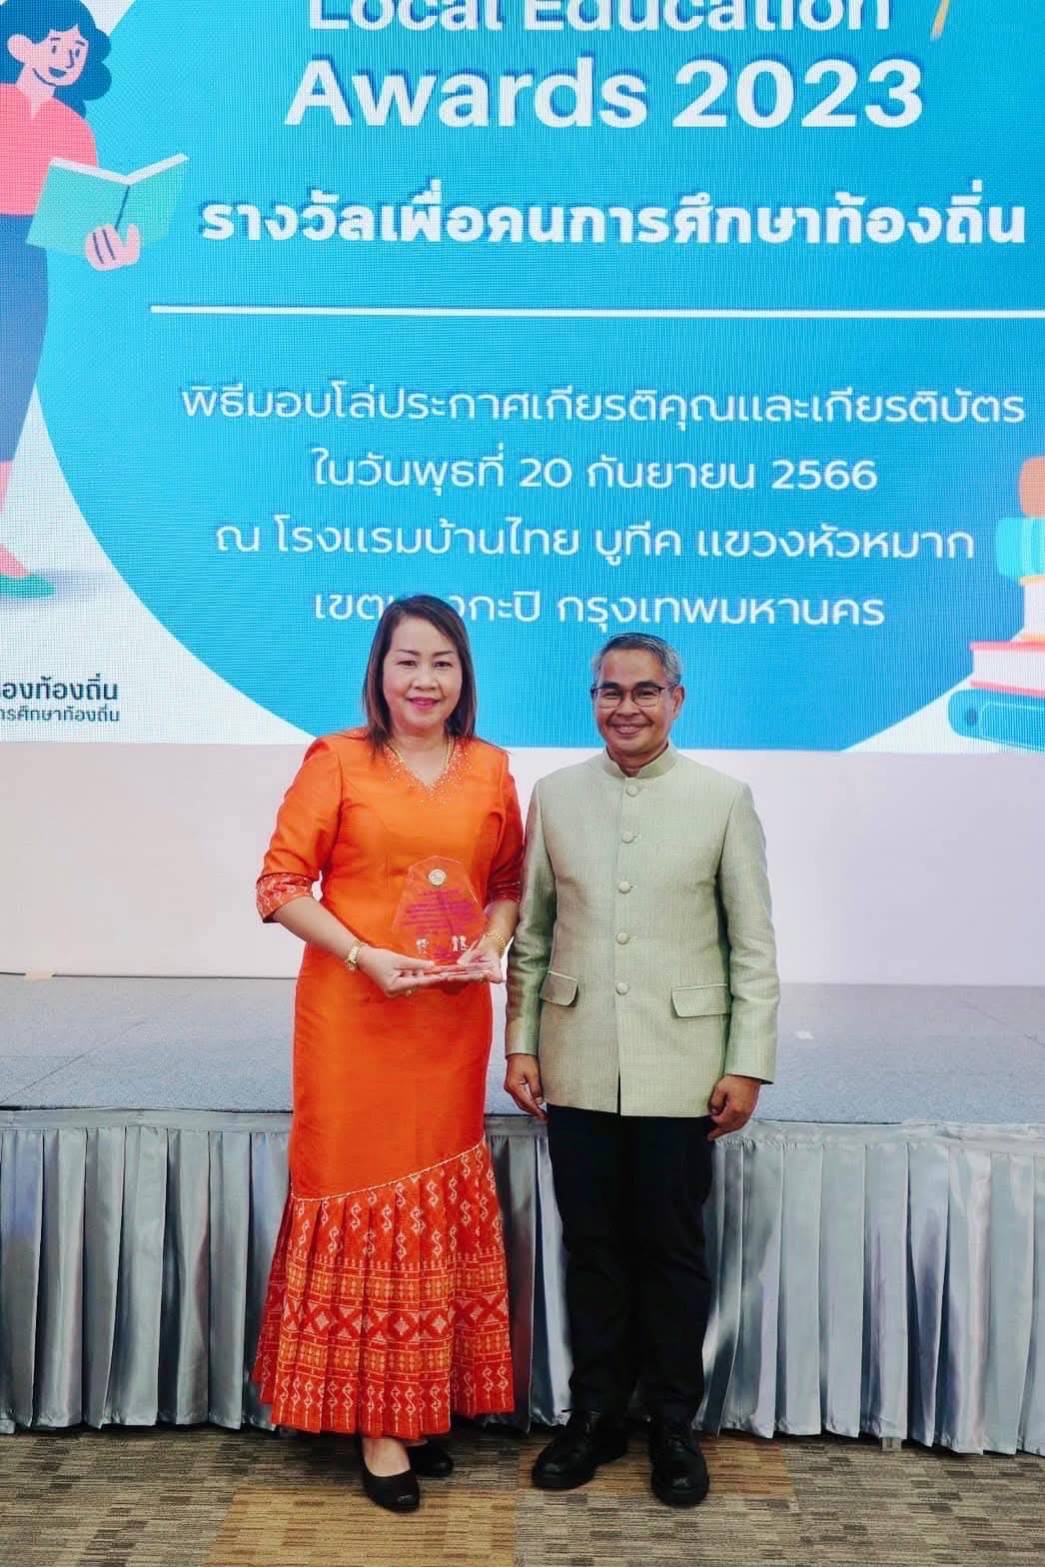 Local Education
Awards 2023
รางวัลเพื่อคนการศึกษาท้องถิ่น
พิธีมอบโล่ประกาศเกียรติคุณและเกียรติบัตร
ในวันพุธที่ 20 กันยายน 2566
ณ โรงแรมบ้านไทย บูทีค แขวงหัวหมาก
กะปิ กรุงเทพมหานคร
องท้องถิ่น
ารศึกษาท้องถิ่น